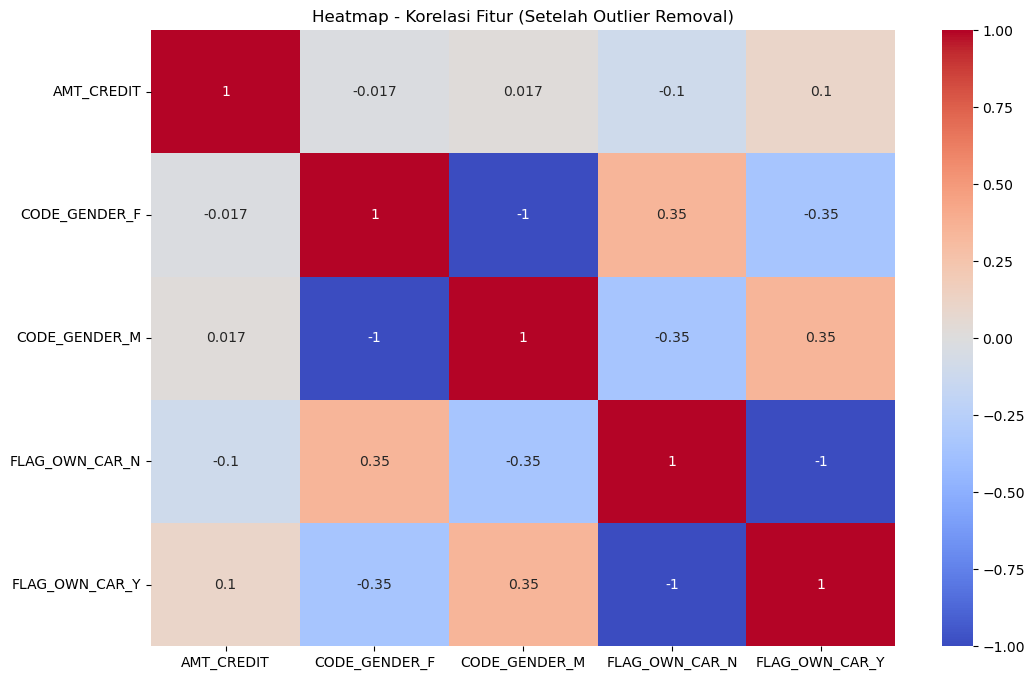 Heatmap - Korelasi Fitur (Setelah Outlier Removal)
AMT_CREDIT 1 -0.017 0.017 -0.1 0.1
CODE_GENDER_F -0.017 1 -1 0.35 -0.35
CODE_GENDER_M 0.017 -1 1 -0.35 0.35
FLAG_OWN_CAR_N -0.1 0.35 -0.35 1 -1
FLAG_OWN_CAR_Y 0.1 -0.35 0.35 -1 1
AMT_CREDIT CODE_GENDER_F CODE_GENDER_M FLAG_OWN_CAR_N FLAG_OWN_CAR_Y
1.00
0.75
0.50
0.25
0.00
−0.25
−0.50
−0.75
−1.00